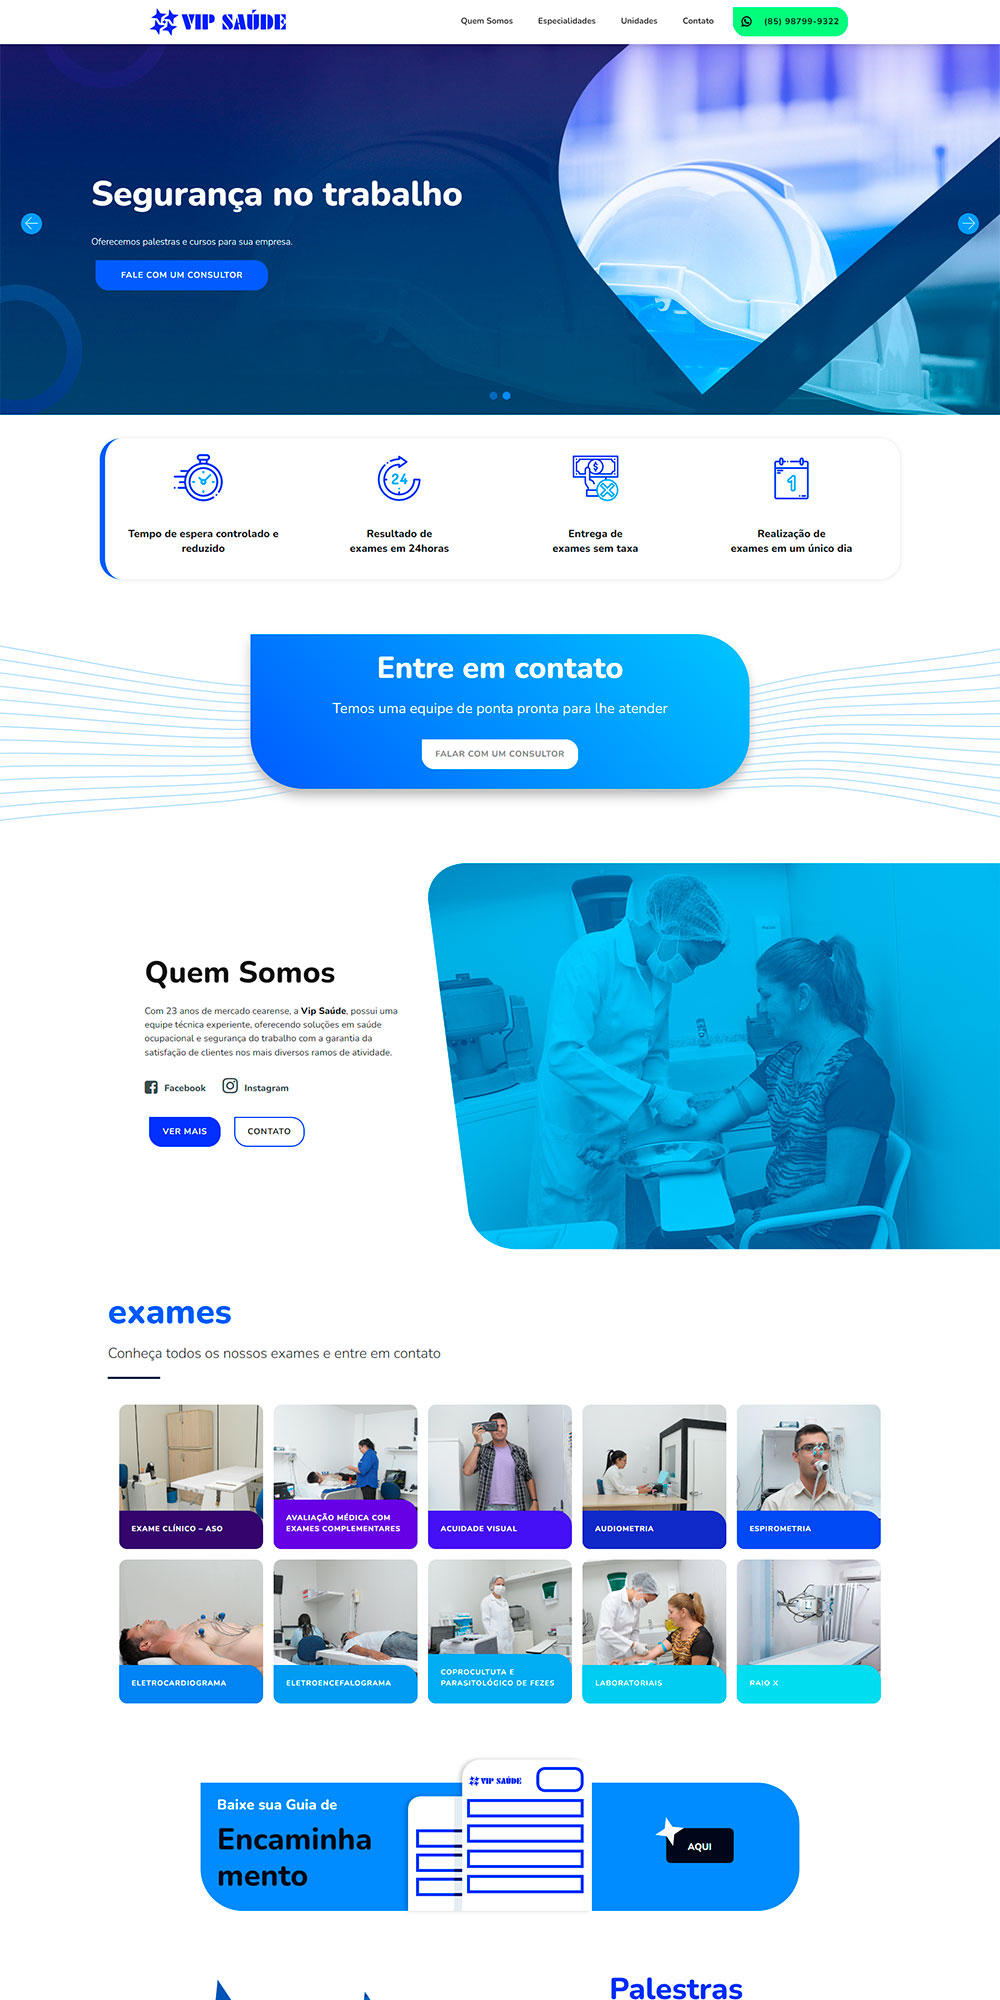 VIP SAÚDE
Quem Somos
Especialidades
Unidades
Contato
(85) 98799-9322
Segurança no trabalho
Oferecemos palestras e cursos para sua empresa.
FALE COM UM CONSULTOR
Tempo de espera controlado e
reduzido
24
Resultado de
exames em 24horas
$
Entrega de
exames sem taxa
1
Realização de
exames em um único dia
Entre em contato
Temos uma equipe de ponta pronta para lhe atender
FALAR COM UM CONSULTOR
Quem Somos
Com 23 anos de mercado cearense, a Vip Saúde, possui uma
equipe técnica experiente, oferecendo soluções em saúde
ocupacional e segurança do trabalho com a garantia da
satisfação de clientes nos mais diversos ramos de atividade.
Facebook
Instagram
VER MAIS
CONTATO
exames
Conheça todos os nossos exames e entre em contato
EXAME CLÍNICO – ASO
AVALIAÇÃO MÉDICA COM
EXAMES COMPLEMENTARES
ACUIDADE VISUAL
AUDIOMETRIA
ESPIROMETRIA
ELETROCARDIOGRAMA
ELETROENCEFALOGRAMA
COPROCULTUTA E
PARASITOLÓGICO DE FEZES
LABORATORIAIS
RAIO X
Baixe sua Guia de
Encaminha
mento
VIP SAÚDE
AQUI
Palestras